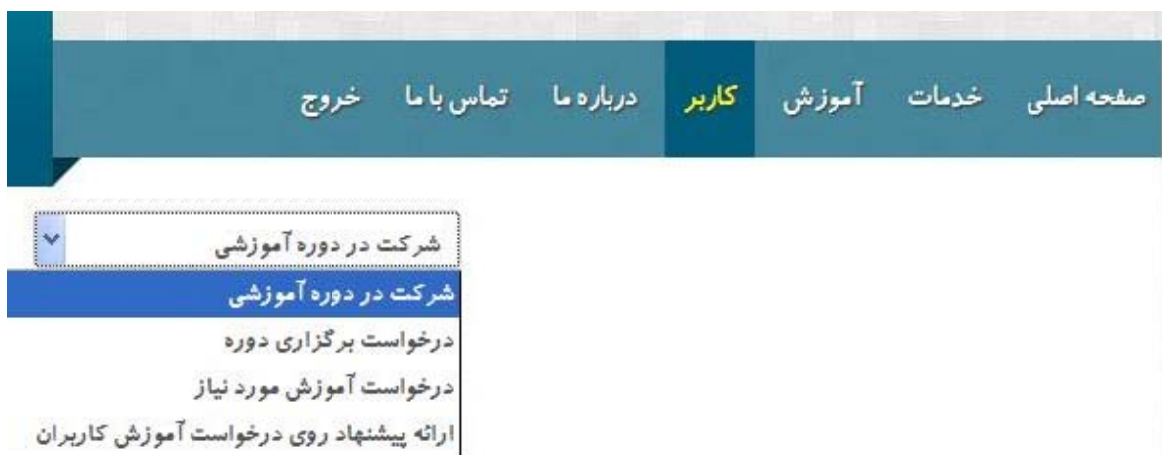 صفحه اصلی خدمات آموزش کاربر درباره ما تماس با ما خروج
شرکت در دوره آموزشی
شرکت در دوره آموزشی
درخواست برگزاری دوره
درخواست آموزش مورد نیاز
ارائه پیشنهاد روی درخواست آموزش کاربران